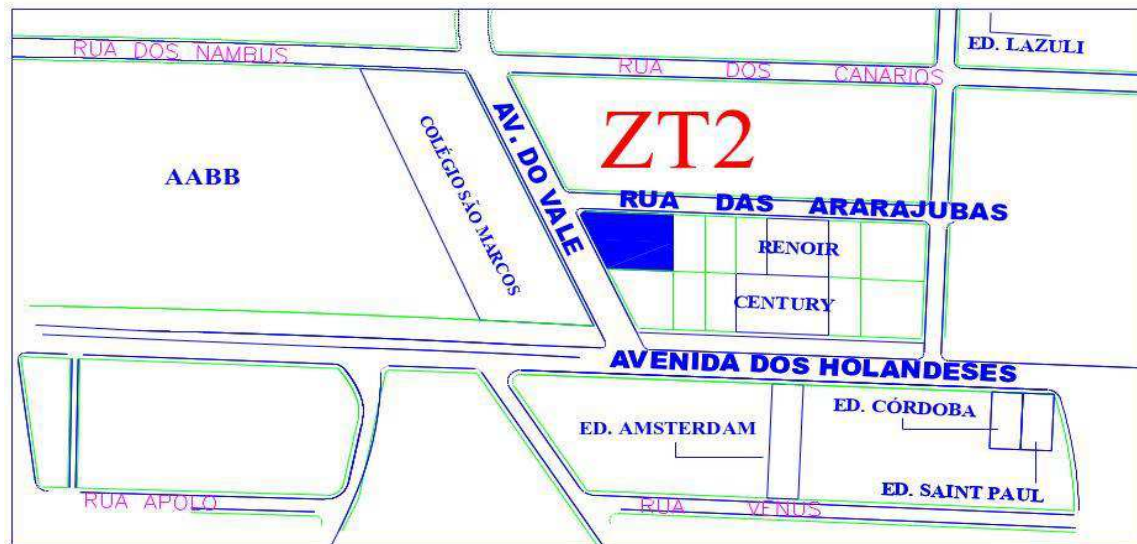 ED. LAZULI
RUA DOS NAMBUS
RUA DOS CANÁRIOS
ZT2
AV. DO VALE
COLÉGIO SÃO MARCOS
AABB
RUA DAS ARARAJUBAS
RENOIR
CENTURY
AVENIDA DOS HOLANDESES
ED. CÓRDOBA
ED. AMSTERDAM
ED. SAINT PAUL
RUA APOLO
RUA VENUS